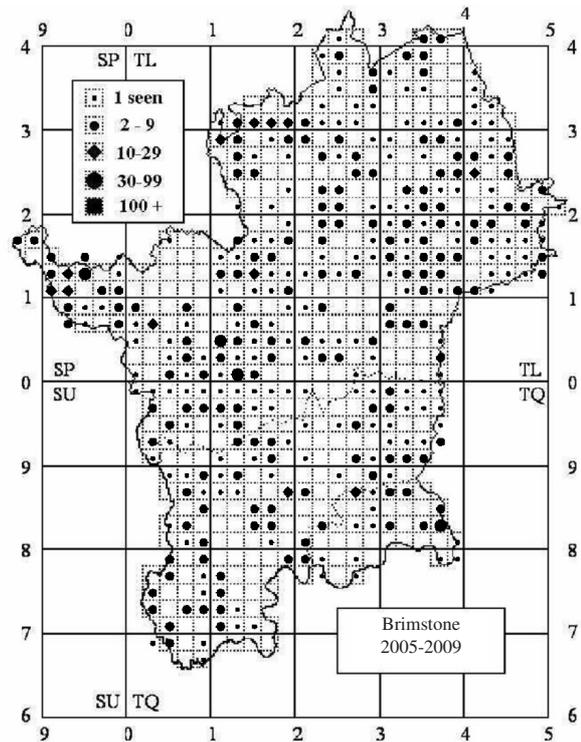 9 0 1 2 3 4 5
4 4
SP TL
1 seen
2 - 9
10-29
30-99
100 +
3 3
2 2
1 1
SP TL
0 0
SU TQ
9 9
8 8
7 7
Brimstone
2005-2009
SU TQ
6 6
9 0 1 2 3 4 5